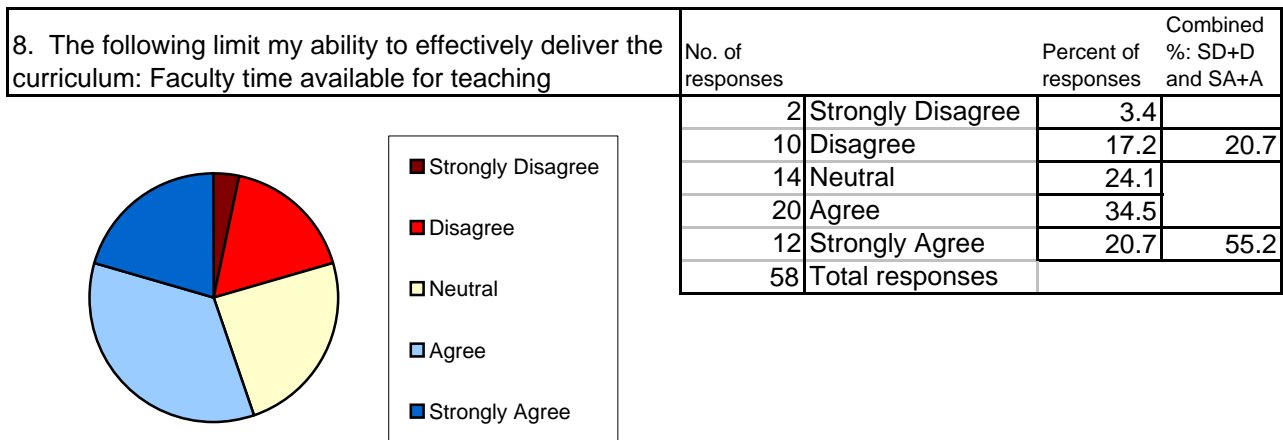 8. The following limit my ability to effectively deliver the
curriculum: Faculty time available for teaching
No. of
responses
Percent of
responses
Combined
%: SD+D
and SA+A
2 Strongly Disagree 3.4
10 Disagree 17.2 20.7
14 Neutral 24.1
20 Agree 34.5
12 Strongly Agree 20.7 55.2
58 Total responses
Strongly Disagree
Disagree
Neutral
Agree
Strongly Agree